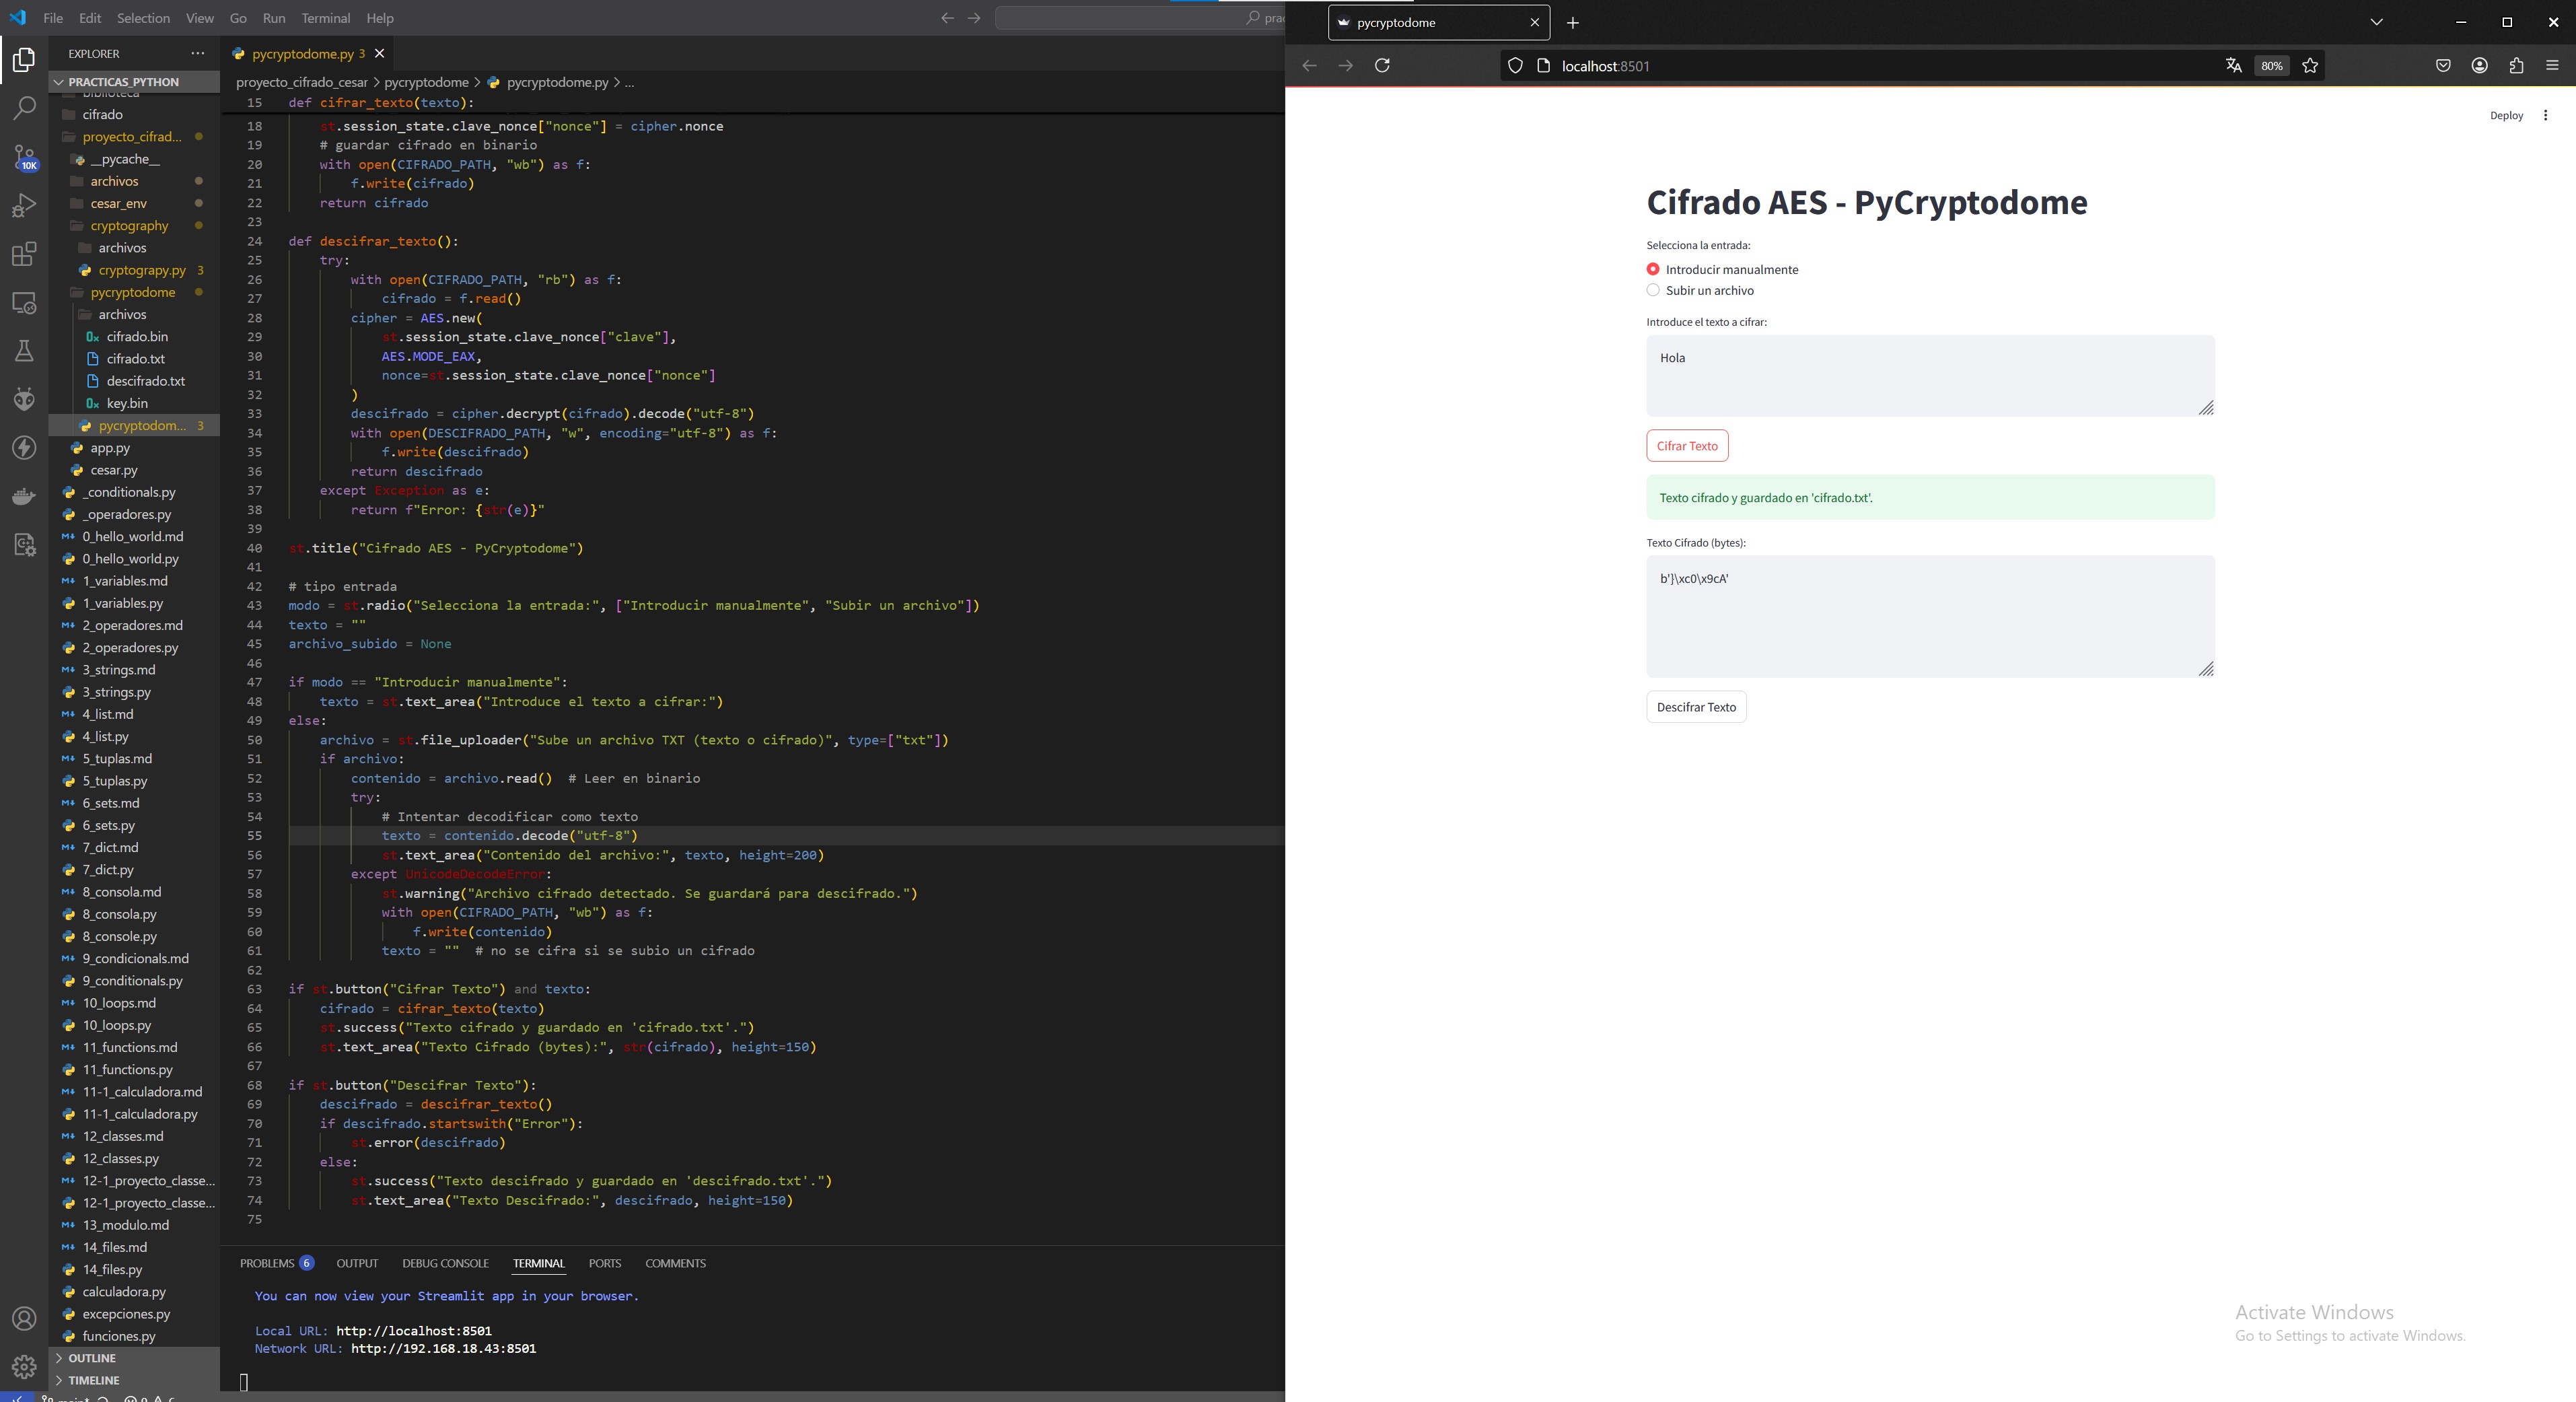 File Edit Selection View Go Run Terminal Help
prac
EXPLORER
PRACTICAS_PYTHON
biblioteca
cifrado
proyecto_cifrad...
__pycache__
archivos
cesar_env
cryptography
archivos
cryptograpy.py 3
pycryptodome
archivos
cifrado.bin
cifrado.txt
descifrado.txt
key.bin
pycryptodom... 3
app.py
cesar.py
_conditionals.py
_operadores.py
0_hello_world.md
0_hello_world.py
1_variables.md
1_variables.py
2_operadores.md
2_operadores.py
3_strings.md
3_strings.py
4_list.md
4_list.py
5_tuplas.md
5_tuplas.py
6_sets.md
6_sets.py
7_dict.md
7_dict.py
8_consola.md
8_consola.py
8_console.py
9_condicionals.md
9_conditionals.py
10_loops.md
10_loops.py
11_functions.md
11_functions.py
11-1_calculadora.md
11-1_calculadora.py
12_classes.md
12_classes.py
12-1_proyecto_classe...
12-1_proyecto_classe...
13_modulo.md
14_files.md
14_files.py
calculadora.py
excepciones.py
funciones.py
OUTLINE
TIMELINE
10K
pycryptodome.py 3
proyecto_cifrado_cesar > pycryptodome > pycryptodome.py > ...
15 def cifrar_texto(texto):
18 st.session_state.clave_nonce["nonce"] = cipher.nonce
19 # guardar cifrado en binario
20 with open(CIFRADO_PATH, "wb") as f:
21 f.write(cifrado)
22 return cifrado
23
24 def descifrar_texto():
25 try:
26 with open(CIFRADO_PATH, "rb") as f:
27 cifrado = f.read()
28 cipher = AES.new(
29 st.session_state.clave_nonce["clave"],
30 AES.MODE_EAX,
31 nonce=st.session_state.clave_nonce["nonce"]
32 )
33 descifrado = cipher.decrypt(cifrado).decode("utf-8")
34 with open(DESCIFRADO_PATH, "w", encoding="utf-8") as f:
35 f.write(descifrado)
36 return descifrado
37 except Exception as e:
38 return f"Error: {str(e)}"
39
40 st.title("Cifrado AES - PyCryptodome")
41
42 # tipo entrada
43 modo = st.radio("Selecciona la entrada:", ["Introducir manualmente", "Subir un archivo"])
44 texto = ""
45 archivo_subido = None
46
47 if modo == "Introducir manualmente":
48 texto = st.text_area("Introduce el texto a cifrar:")
49 else:
50 archivo = st.file_uploader("Sube un archivo TXT (texto o cifrado)", type=["txt"])
51 if archivo:
52 contenido = archivo.read() # Leer en binario
53 try:
54 # Intentar decodificar como texto
55 texto = contenido.decode("utf-8")
56 st.text_area("Contenido del archivo:", texto, height=200)
57 except UnicodeDecodeError:
58 st.warning("Archivo cifrado detectado. Se guardará para descifrado.")
59 with open(CIFRADO_PATH, "wb") as f:
60 f.write(contenido)
61 texto = "" # no se cifra si se subio un cifrado
62
63 if st.button("Cifrar Texto") and texto:
64 cifrado = cifrar_texto(texto)
65 st.success("Texto cifrado y guardado en 'cifrado.txt'.")
66 st.text_area("Texto Cifrado (bytes):", str(cifrado), height=150)
67
68 if st.button("Descifrar Texto"):
69 descifrado = descifrar_texto()
70 if descifrado.startswith("Error"):
71 st.error(descifrado)
72 else:
73 st.success("Texto descifrado y guardado en 'descifrado.txt'.")
74 st.text_area("Texto Descifrado:", descifrado, height=150)
75
PROBLEMS 6 OUTPUT DEBUG CONSOLE TERMINAL PORTS COMMENTS
You can now view your Streamlit app in your browser.
Local URL: http://localhost:8501
Network URL: http://192.168.18.43:8501
pycryptodome
localhost:8501
80%
Deploy
Cifrado AES - PyCryptodome
Selecciona la entrada:
Introducir manualmente
Subir un archivo
Introduce el texto a cifrar:
Hola
Cifrar Texto
Texto cifrado y guardado en 'cifrado.txt'.
Texto Cifrado (bytes):
b'}\xc0\x9cA'
Descifrar Texto
Activate Windows
Go to Settings to activate Windows.